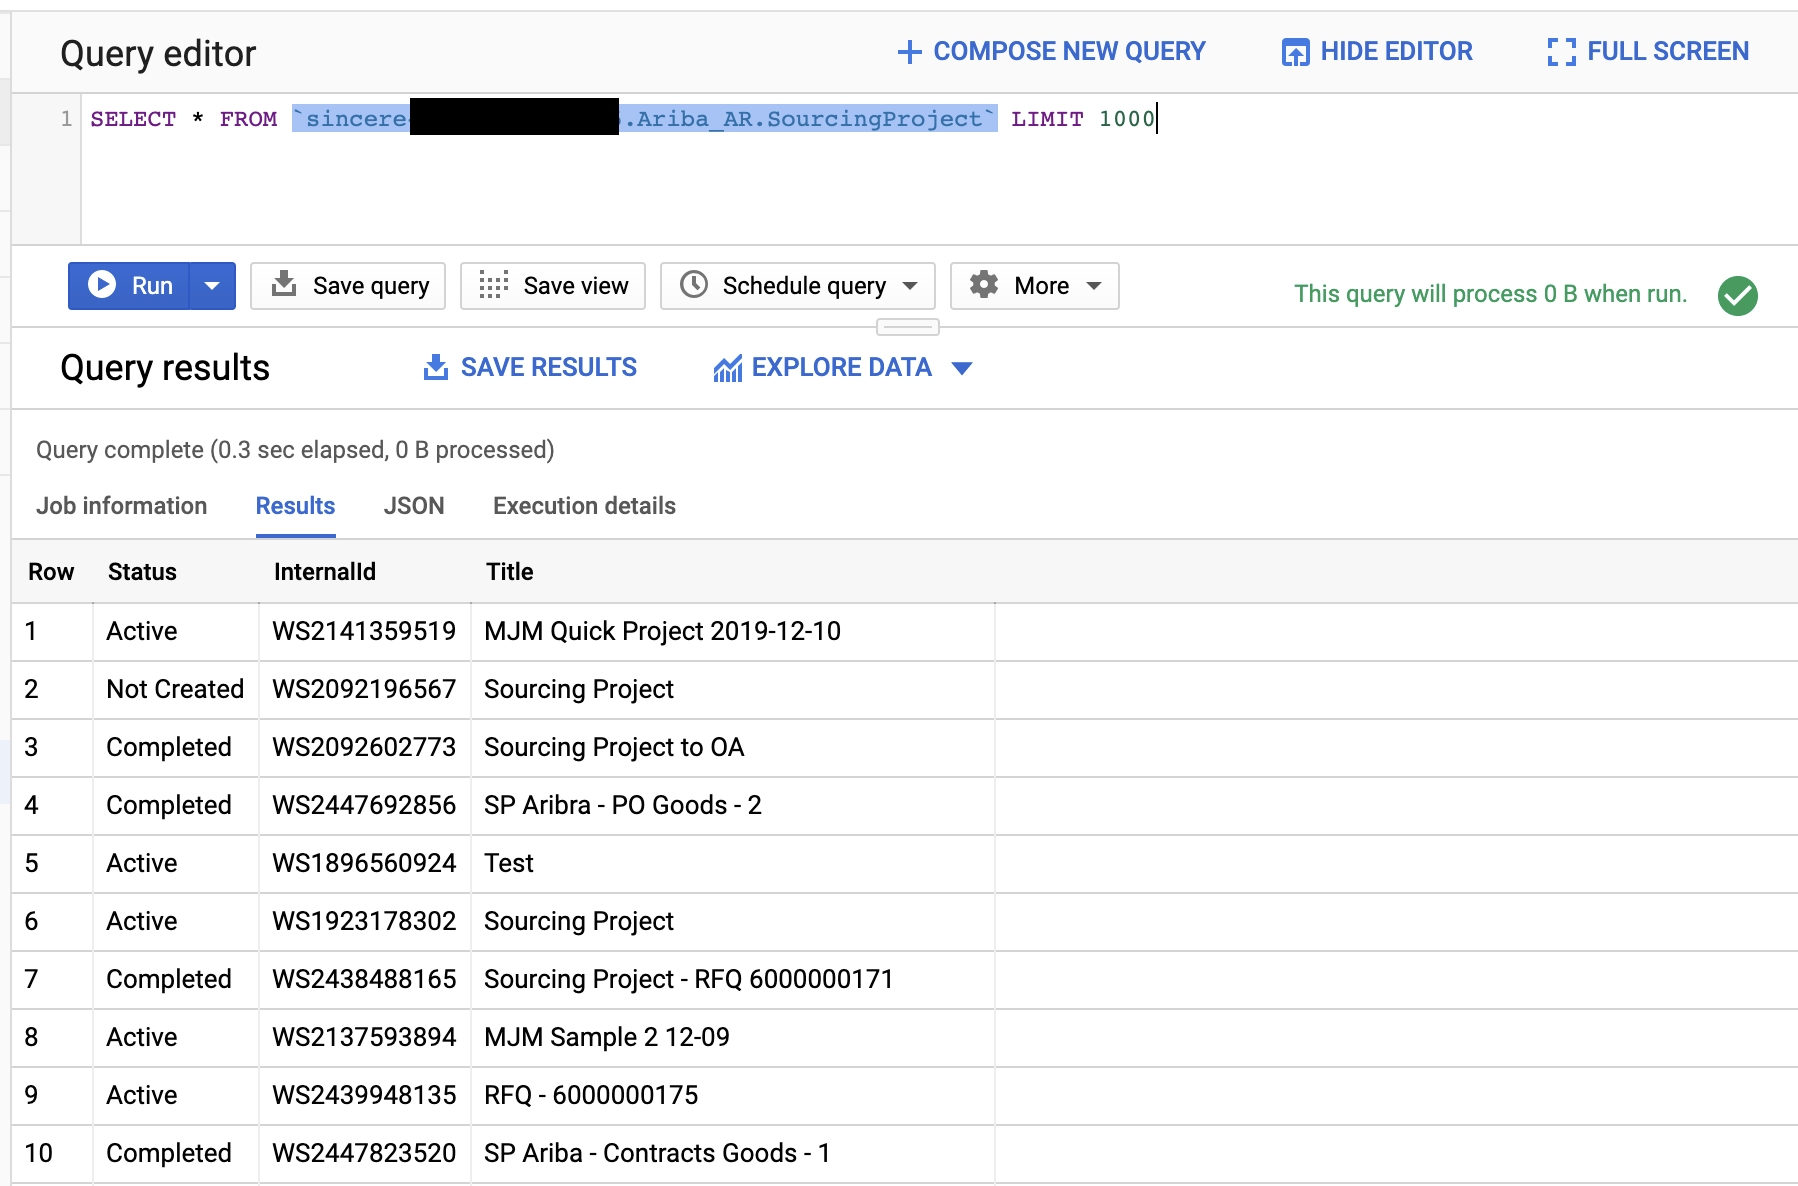 Query editor
COMPOSE NEW QUERY
HIDE EDITOR
FULL SCREEN
1 SELECT * FROM `sincere .Ariba_AR.SourcingProject` LIMIT 1000
Run
Save query
Save view
Schedule query
More
This query will process 0 B when run.
Query results
SAVE RESULTS
EXPLORE DATA
Query complete (0.3 sec elapsed, 0 B processed)
Job information Results JSON Execution details
Row Status InternalId Title
1 Active WS2141359519 MJM Quick Project 2019-12-10
2 Not Created WS2092196567 Sourcing Project
3 Completed WS2092602773 Sourcing Project to OA
4 Completed WS2447692856 SP Aribra - PO Goods - 2
5 Active WS1896560924 Test
6 Active WS1923178302 Sourcing Project
7 Completed WS2438488165 Sourcing Project - RFQ 6000000171
8 Active WS2137593894 MJM Sample 2 12-09
9 Active WS2439948135 RFQ - 6000000175
10 Completed WS2447823520 SP Ariba - Contracts Goods - 1